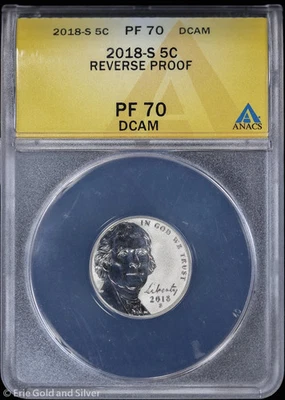 2018-S 5C PF 70 DCAM
2018-S 5C
REVERSE PROOF
PF 70
DCAM
ANACS
IN GOD WE TRUST
Liberty
2018
S
© Erie Gold and Silver